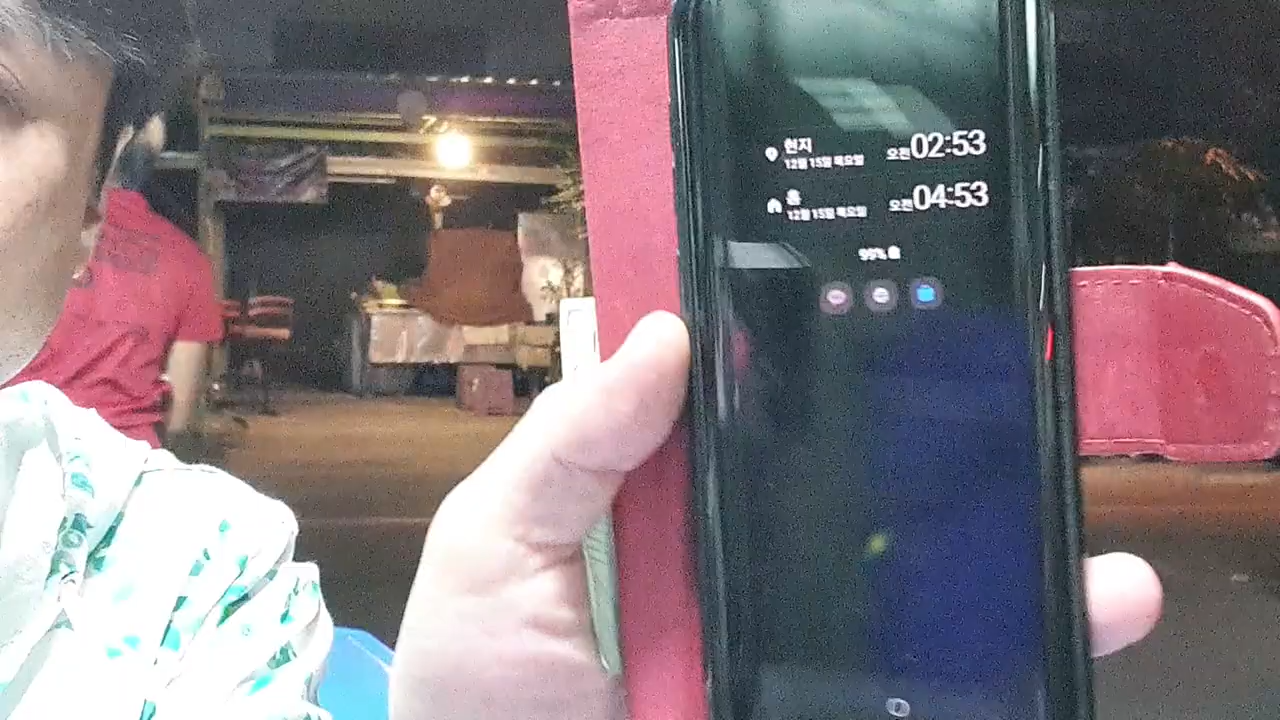 현지
12월 15일 목요일
오전 02:53
홈
12월 15일 목요일
오전 04:53
99%